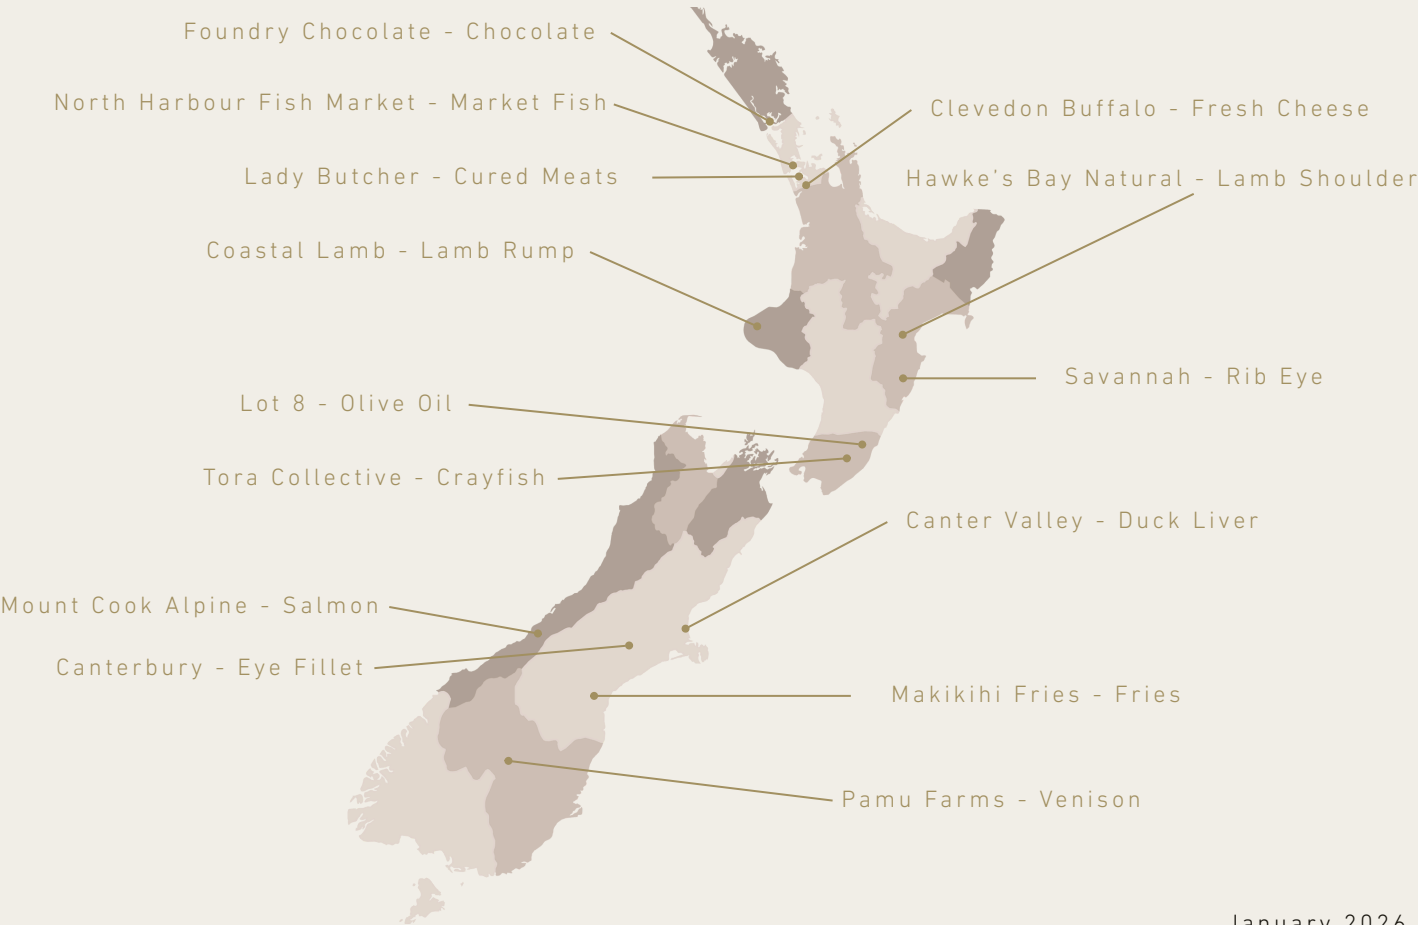 Foundry Chocolate - Chocolate
North Harbour Fish Market - Market Fish
Clevedon Buffalo - Fresh Cheese
Lady Butcher - Cured Meats
Hawke’s Bay Natural - Lamb Shoulder
Coastal Lamb - Lamb Rump
Savannah - Rib Eye
Lot 8 - Olive Oil
Tora Collective - Crayfish
Canter Valley - Duck Liver
Mount Cook Alpine - Salmon
Canterbury - Eye Fillet
Makikihi Fries - Fries
Pamu Farms - Venison
January 2026